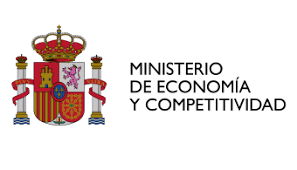 MINISTERIO
DE ECONOMÍA
Y COMPETITIVIDAD